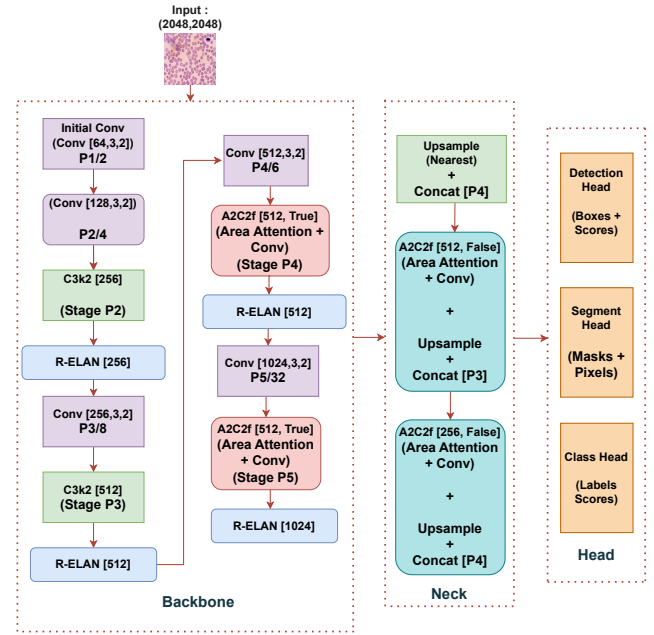 Input :
(2048,2048)
Initial Conv
(Conv [64,3,2])
P1/2
(Conv [128,3,2])
P2/4
C3k2 [256]
(Stage P2)
R-ELAN [256]
Conv [256,3,2]
P3/8
C3k2 [512]
(Stage P3)
R-ELAN [512]
Conv [512,3,2]
P4/6
A2C2f [512, True]
(Area Attention +
Conv)
(Stage P4)
R-ELAN [512]
Conv [1024,3,2]
P5/32
A2C2f [512, True]
(Area Attention
+ Conv)
(Stage P5)
R-ELAN [1024]
Backbone
Upsample
(Nearest)
+
Concat [P4]
A2C2f [512, False]
(Area Attention
+ Conv)
+
Upsample
+
Concat [P3]
A2C2f [256, False]
(Area Attention
+ Conv)
+
Upsample
+
Concat [P4]
Neck
Detection
Head
(Boxes +
Scores)
Segment
Head
(Masks +
Pixels)
Class Head
(Labels
Scores)
Head